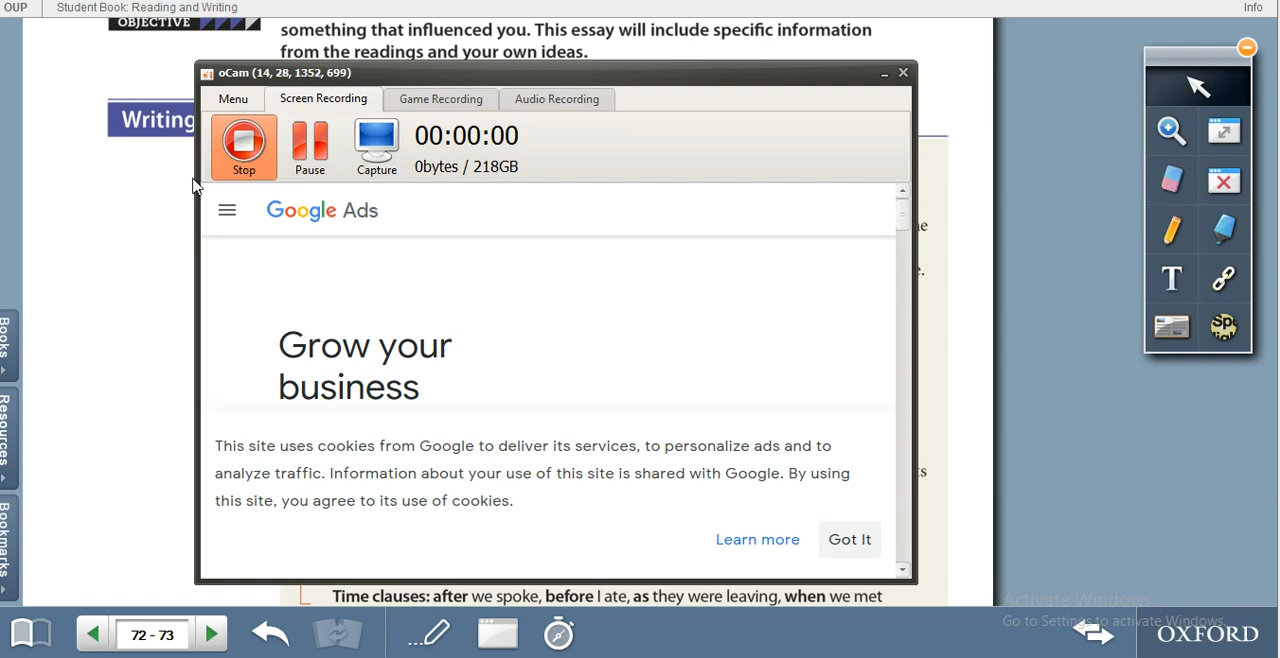 OUP Student Book: Reading and Writing Info
OBJECTIVE
something that influenced you. This essay will include specific information
from the readings and your own ideas.
oCam (14, 28, 1352, 699)
Menu Screen Recording Game Recording Audio Recording
Writing
00:00:00
Stop Pause Capture 0bytes / 218GB
Google Ads
Grow your
business
This site uses cookies from Google to deliver its services, to personalize ads and to
analyze traffic. Information about your use of this site is shared with Google. By using
this site, you agree to its use of cookies.
Learn more Got It
Time clauses: after we spoke, before I ate, as they were leaving, when we met
Books
Resources
Bookmarks
T
Activate Windows
Go to Settings to activate Windows.
72 - 73
OXFORD